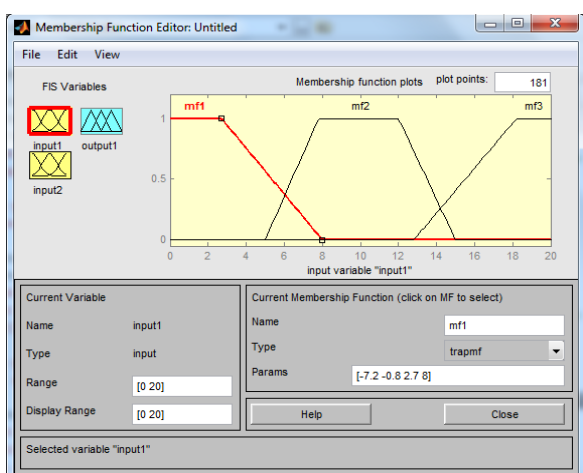 Membership Function Editor: Untitled
File Edit View
FIS Variables
Membership function plots plot points: 181
input1 output1
input2
mf1 mf2 mf3
1
0.5
0
0 2 4 6 8 10 12 14 16 18 20
input variable "input1"
Current Variable
Name input1
Type input
Range [0 20]
Display Range [0 20]
Current Membership Function (click on MF to select)
Name mf1
Type trapmf
Params [-7.2 -0.8 2.7 8]
Help Close
Selected variable "input1"